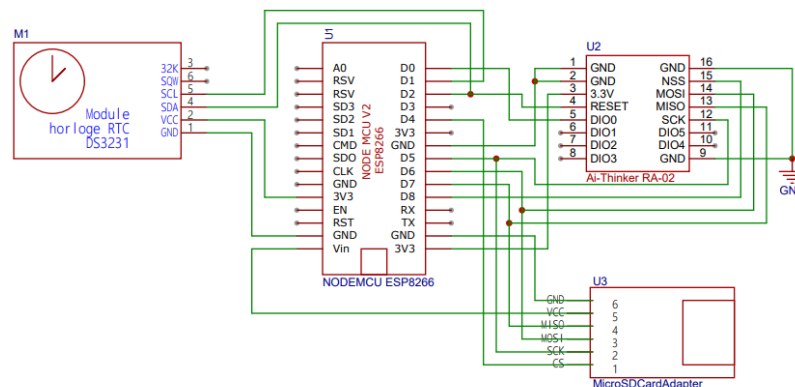 M1
32K 3
SQW 6
SCL 5
SDA 4
VCC 2
GND 1
Module
horloge RTC
DS3231
U1
A0
RSV
RSV
SD3
SD2
SD1
CMD
SDO
CLK
GND
3V3
EN
RST
GND
Vin
NODE MCU V2
ESP8266
D0
D1
D2
D3
D4
3V3
GND
D5
D6
D7
D8
RX
TX
GND
3V3
NODEMCU ESP8266
U2
1 GND
2 GND
3 3.3V
4 RESET
5 DIO0
6 DIO1
7 DIO2
8 DIO3
GND 16
NSS 15
MOSI 14
MISO 13
SCK 12
DIO5 11
DIO4 10
GND 9
Ai-Thinker RA-02
GN
U3
GND 6
VCC 5
MISO 4
MOSI 3
SCK 2
CS 1
MicroSDCardAdapter